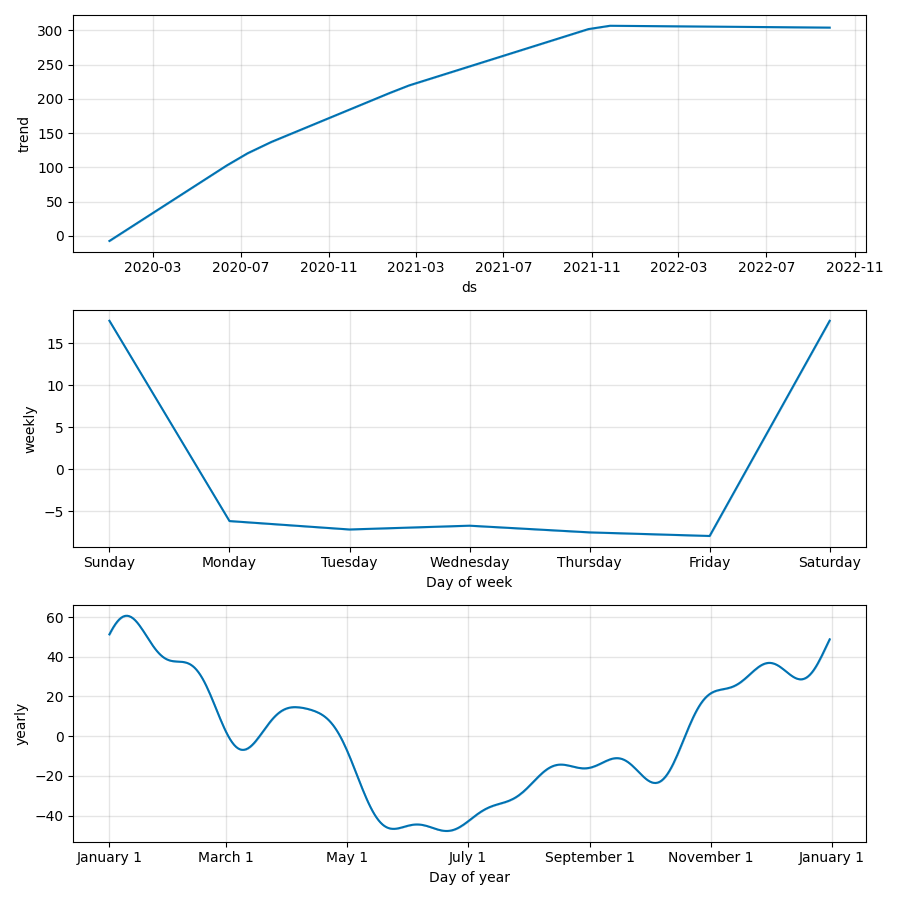 300
250
200
150
100
50
0
trend
2020-03 2020-07 2020-11 2021-03 2021-07 2021-11 2022-03 2022-07 2022-11
ds
15
10
5
0
−5
weekly
Sunday Monday Tuesday Wednesday Thursday Friday Saturday
Day of week
60
40
20
0
−20
−40
yearly
January 1 March 1 May 1 July 1 September 1 November 1 January 1
Day of year